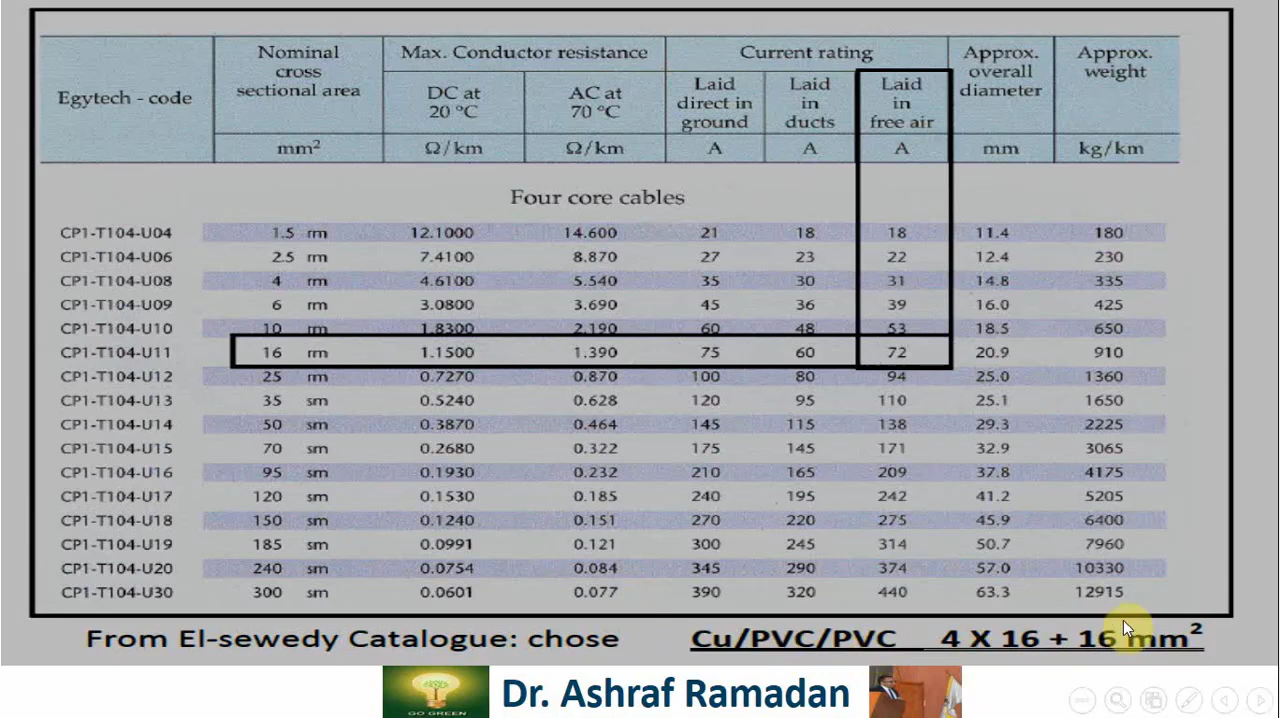 Egytech - code Nominal cross sectional area Max. Conductor resistance Current rating Approx. overall diameter Approx. weight
DC at 20 °C AC at 70 °C Laid direct in ground Laid in ducts Laid in free air
mm² Ω/km Ω/km A A A mm kg/km
Four core cables
CP1-T104-U04 1.5 rm 12.1000 14.600 21 18 18 11.4 180
CP1-T104-U06 2.5 rm 7.4100 8.870 27 23 22 12.4 230
CP1-T104-U08 4 rm 4.6100 5.540 35 30 31 14.8 335
CP1-T104-U09 6 rm 3.0800 3.690 45 36 39 16.0 425
CP1-T104-U10 10 rm 1.8300 2.190 60 48 53 18.5 650
CP1-T104-U11 16 rm 1.1500 1.390 75 60 72 20.9 910
CP1-T104-U12 25 rm 0.7270 0.870 100 80 94 25.0 1360
CP1-T104-U13 35 sm 0.5240 0.628 120 95 110 25.1 1650
CP1-T104-U14 50 sm 0.3870 0.464 145 115 138 29.3 2225
CP1-T104-U15 70 sm 0.2680 0.322 175 145 171 32.9 3065
CP1-T104-U16 95 sm 0.1930 0.232 210 165 209 37.8 4175
CP1-T104-U17 120 sm 0.1530 0.185 240 195 242 41.2 5205
CP1-T104-U18 150 sm 0.1240 0.151 270 220 275 45.9 6400
CP1-T104-U19 185 sm 0.0991 0.121 300 245 314 50.7 7960
CP1-T104-U20 240 sm 0.0754 0.084 345 290 374 57.0 10330
CP1-T104-U30 300 sm 0.0601 0.077 390 320 440 63.3 12915
From El-sewedy Catalogue: chose Cu/PVC/PVC 4 X 16 + 16 mm²
GO GREEN
Dr. Ashraf Ramadan